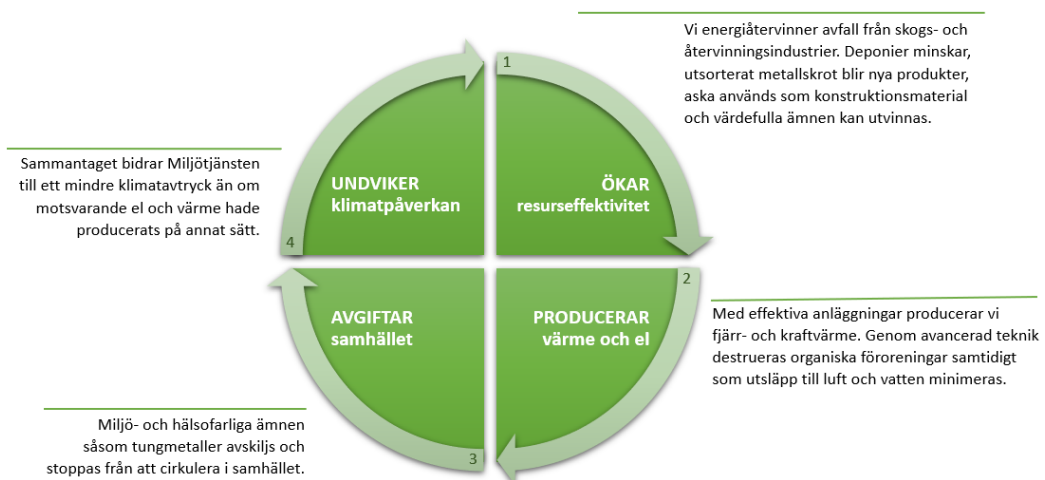 1
Vi energiåtervinner avfall från skogs- och
återvinningsindustrier. Deponier minskar,
utsorterat metallskrot blir nya produkter,
aska används som konstruktionsmaterial
och värdefulla ämnen kan utvinnas.
ÖKAR
resurseffektivitet
2
Med effektiva anläggningar producerar vi
fjärr- och kraftvärme. Genom avancerad teknik
destrueras organiska föroreningar samtidigt
som utsläpp till luft och vatten minimeras.
PRODUCERAR
värme och el
3
Miljö- och hälsofarliga ämnen
såsom tungmetaller avskiljs och
stoppas från att cirkulera i samhället.
AVGIFTAR
samhället
4
Sammantaget bidrar Miljötjänsten
till ett mindre klimatavtryck än om
motsvarande el och värme hade
producerats på annat sätt.
UNDVIKER
klimatpåverkan